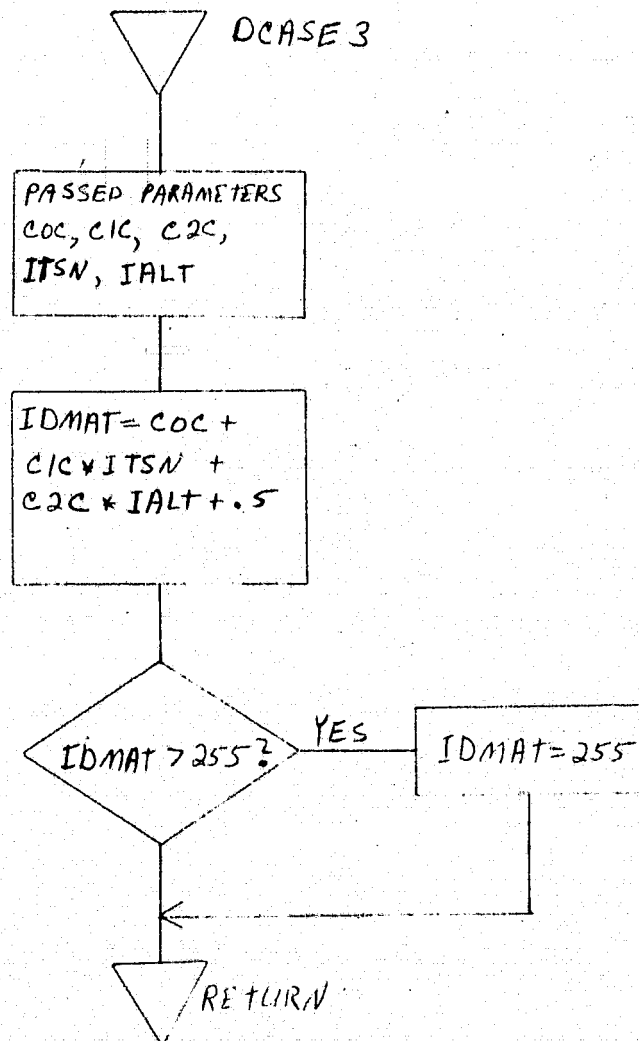 DCASE 3
PASSED PARAMETERS
COC, C1C, C2C,
ITSN, IALT
IDMAT = COC +
C1C * ITSN +
C2C * IALT + .5
IDMAT > 255?
YES
IDMAT = 255
RETURN